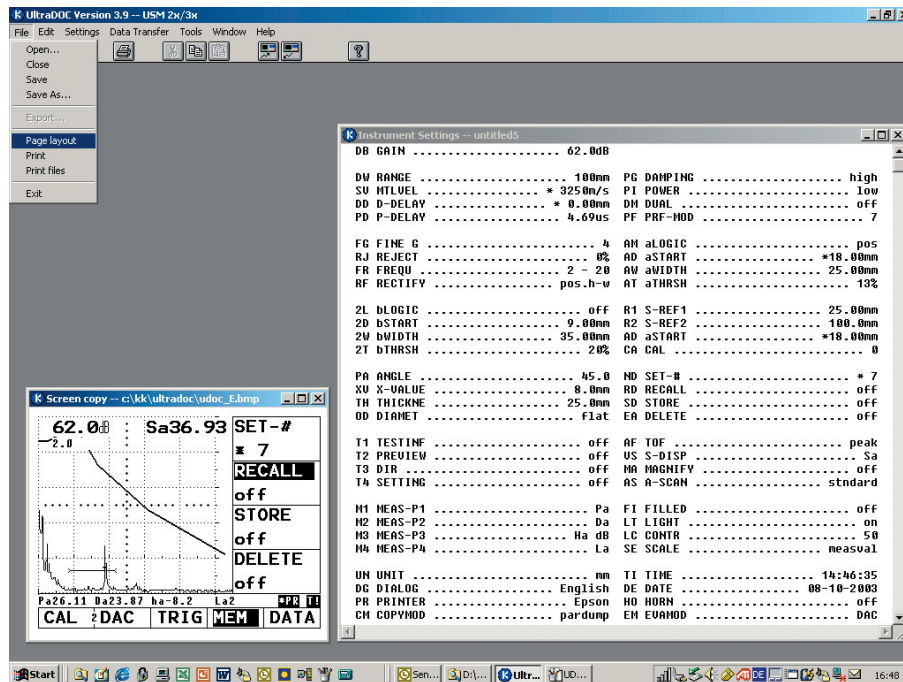 UltraDOC Version 3.9 -- USM 2x/3x
File Edit Settings Data Transfer Tools Window Help
Open...
Close
Save
Save As...
Export...
Page layout
Print
Print files
Exit
Instrument Settings -- untitled5
DB GAIN ..................... 62.0dB
DW RANGE ....................... 100mm PG DAMPING ..................... high
SV MTLVEL ................. * 3250m/s PI POWER ........................ low
DD D-DELAY ................. * 0.00mm DM DUAL ......................... off
PD P-DELAY .................. 4.69us PF PRF-MOD ....................... 7
FG FINE G ........................ 4 AM aLOGIC ....................... pos
RJ REJECT ....................... 0% AD aSTART .................. *18.00mm
FR FREQU .................... 2 - 20 AW aWIDTH ................... 25.00mm
RF RECTIFY ................. pos.h-w AT aTHRSH ....................... 13%
2L bLOGIC ....................... off R1 S-REF1 ................... 25.00mm
2D bSTART .................... 9.00mm R2 S-REF2 ................... 100.0mm
2W bWIDTH ................... 35.00mm AD aSTART .................. *18.00mm
2T bTHRSH ....................... 20% CA CAL ............................ 0
PA ANGLE ....................... 45.0 ND SET-# ........................ * 7
XV X-VALUE .................... 8.0mm RD RECALL ....................... off
TH THICKNE ................... 25.0mm SD STORE ........................ off
OD DIAMET ...................... flat EA DELETE ....................... off
T1 TESTINF ...................... off AF TOF ......................... peak
T2 PREVIEW ...................... off VS S-DISP ........................ Sa
T3 DIR .......................... off MA MAGNIFY ...................... off
T4 SETTING ...................... off AS A-SCAN ................... stndard
M1 MEAS-P1 ....................... Pa FI FILLED ....................... off
M2 MEAS-P2 ....................... Da LT LIGHT ......................... on
M3 MEAS-P3 .................... Ha dB LC CONTR ......................... 50
M4 MEAS-P4 ....................... La SE SCALE .................... measval
UN UNIT .......................... mm TI TIME ..................... 14:46:35
DG DIALOG ................... English DE DATE ................... 08-10-2003
PR PRINTER .................... Epson HO HORN ......................... off
CM COPYMOD .................. pardump EM EVAMOD ....................... DAC
Screen copy -- c:\kk\ultradoc\udoc_E.bmp
62.0dB : Sa36.93 SET-#
2.0
* 7
RECALL
off
STORE
off
DELETE
off
Pa26.11 Da23.87 ha-8.2 La2 *PR T!
CAL 2DAC TRIG MEM DATA
Start Sen... D:\... Ultr... UD... DE 16:48